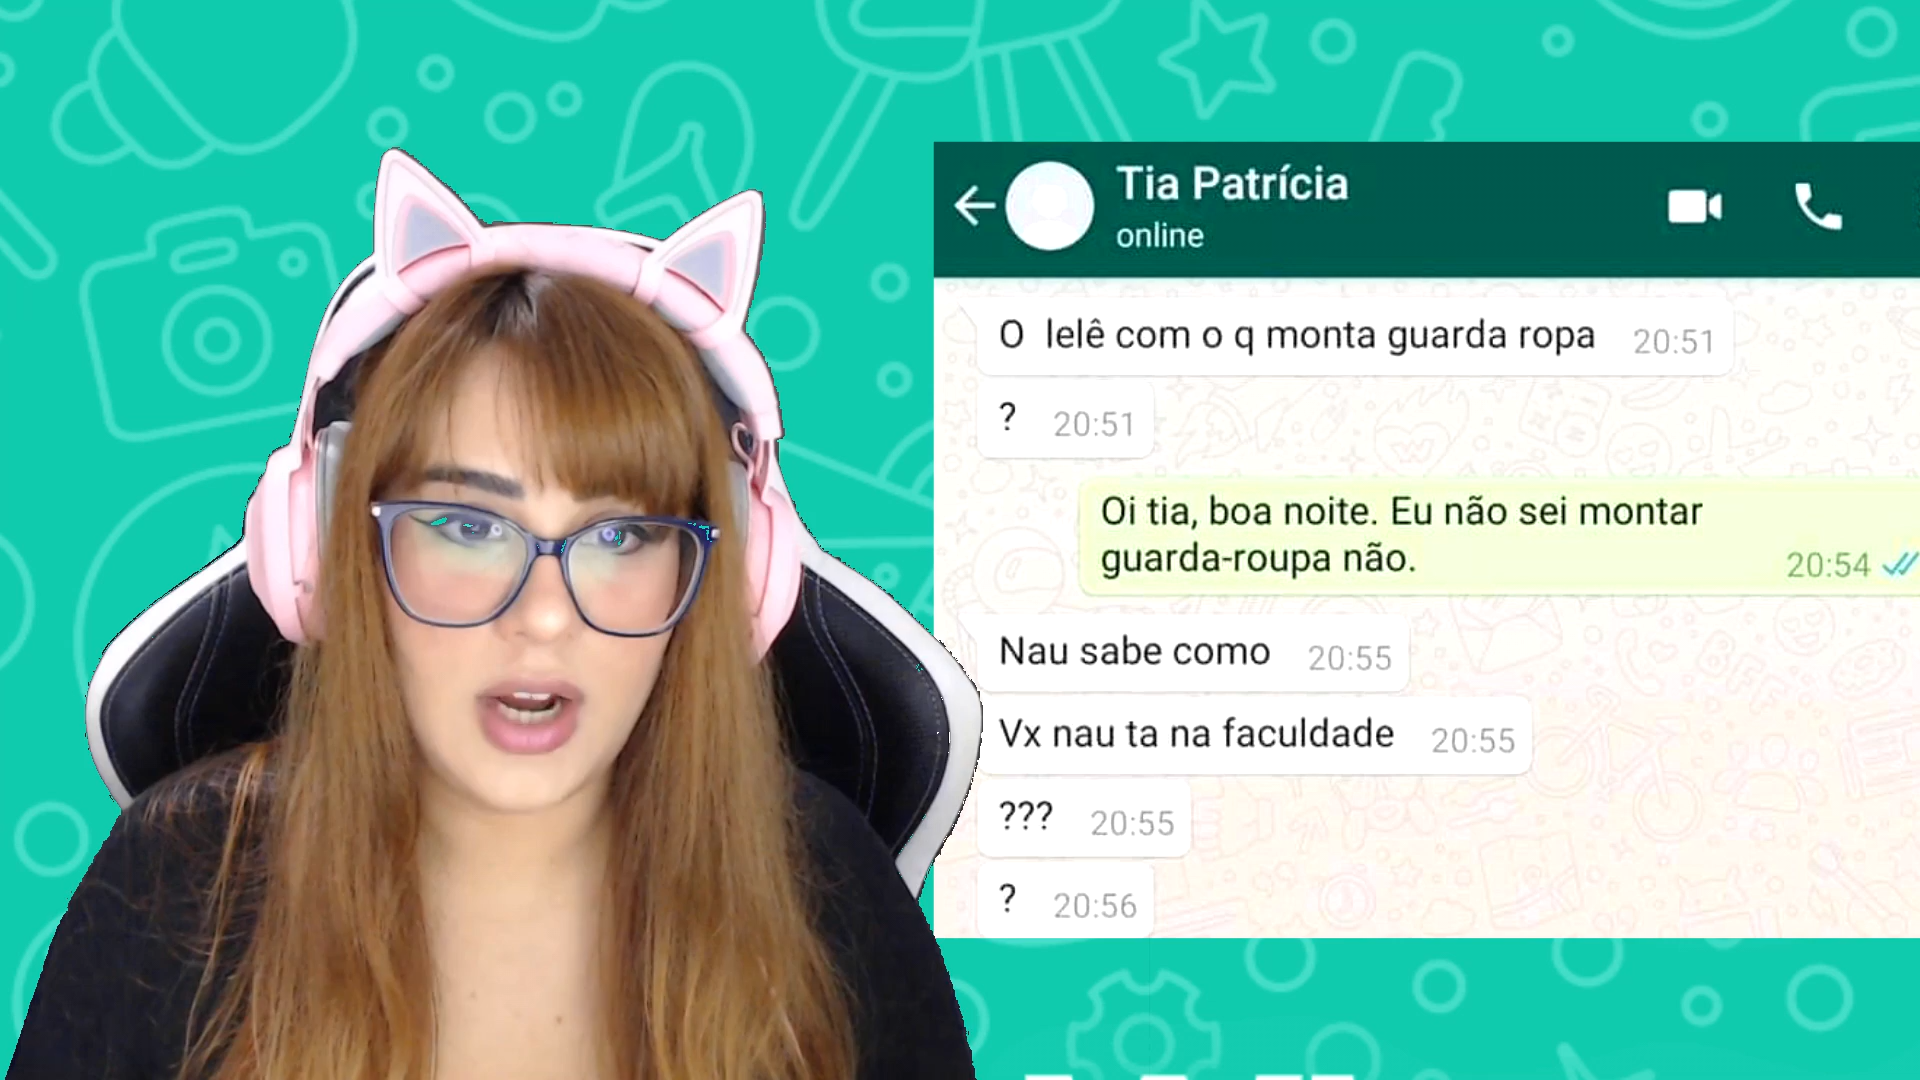 Tia Patrícia
online
O lelê com o q monta guarda ropa 20:51
? 20:51
Oi tia, boa noite. Eu não sei montar
guarda-roupa não. 20:54
Nau sabe como 20:55
Vx nau ta na faculdade 20:55
??? 20:55
? 20:56